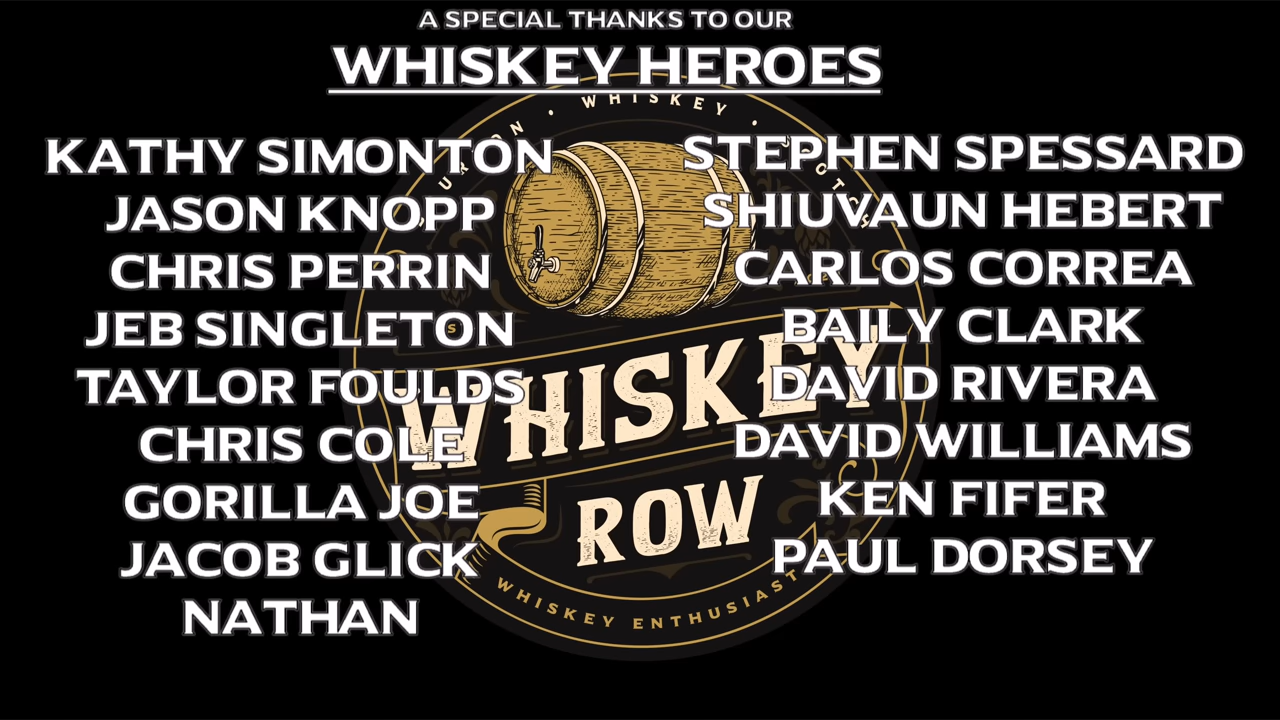 A SPECIAL THANKS TO OUR
WHISKEY HEROES
KATHY SIMONTON
JASON KNOPP
CHRIS PERRIN
JEB SINGLETON
TAYLOR FOULDS
CHRIS COLE
GORILLA JOE
JACOB GLICK
NATHAN
STEPHEN SPESSARD
SHIUVAUN HEBERT
CARLOS CORREA
BAILY CLARK
DAVID RIVERA
DAVID WILLIAMS
KEN FIFER
PAUL DORSEY
• WHISKEY •
WHISKEY
ROW
WHISKEY ENTHUSIAST